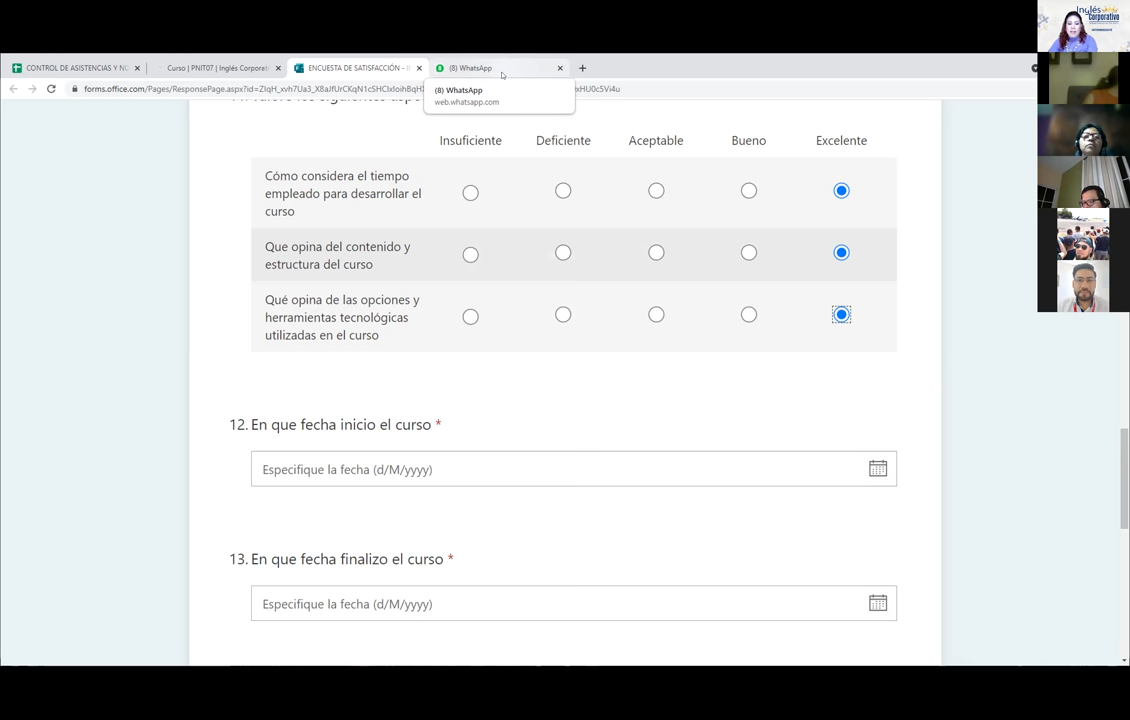 Inglés
Corporativo
CONTROL DE ASISTENCIAS Y NO
Curso | PNIT07 | Inglés Corporat
ENCUESTA DE SATISFACCIÓN – I
(8) WhatsApp
forms.office.com/Pages/ResponsePage.aspx?id=
(8) WhatsApp
web.whatsapp.com
Insuficiente Deficiente Aceptable Bueno Excelente
Cómo considera el tiempo
empleado para desarrollar el
curso
Que opina del contenido y
estructura del curso
Qué opina de las opciones y
herramientas tecnológicas
utilizadas en el curso
12. En que fecha inicio el curso *
Especifique la fecha (d/M/yyyy)
13. En que fecha finalizo el curso *
Especifique la fecha (d/M/yyyy)